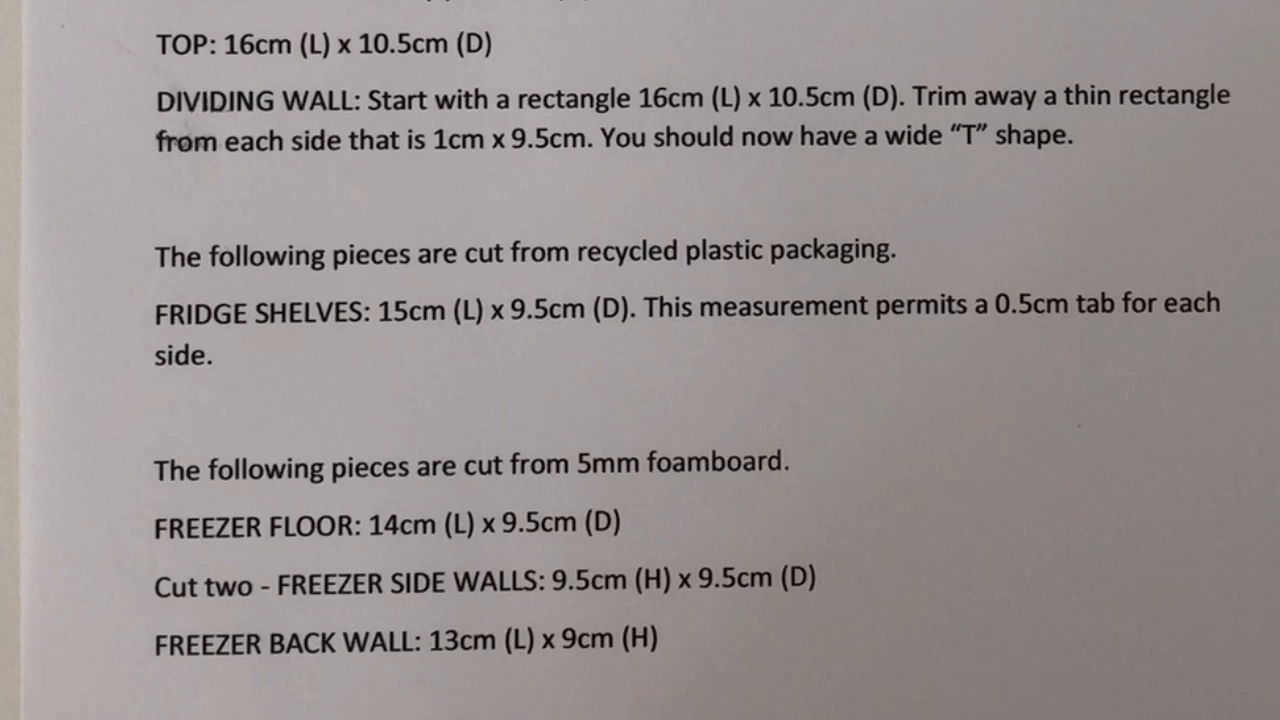 TOP: 16cm (L) x 10.5cm (D)
DIVIDING WALL: Start with a rectangle 16cm (L) x 10.5cm (D). Trim away a thin rectangle
from each side that is 1cm x 9.5cm. You should now have a wide “T” shape.
The following pieces are cut from recycled plastic packaging.
FRIDGE SHELVES: 15cm (L) x 9.5cm (D). This measurement permits a 0.5cm tab for each
side.
The following pieces are cut from 5mm foamboard.
FREEZER FLOOR: 14cm (L) x 9.5cm (D)
Cut two - FREEZER SIDE WALLS: 9.5cm (H) x 9.5cm (D)
FREEZER BACK WALL: 13cm (L) x 9cm (H)